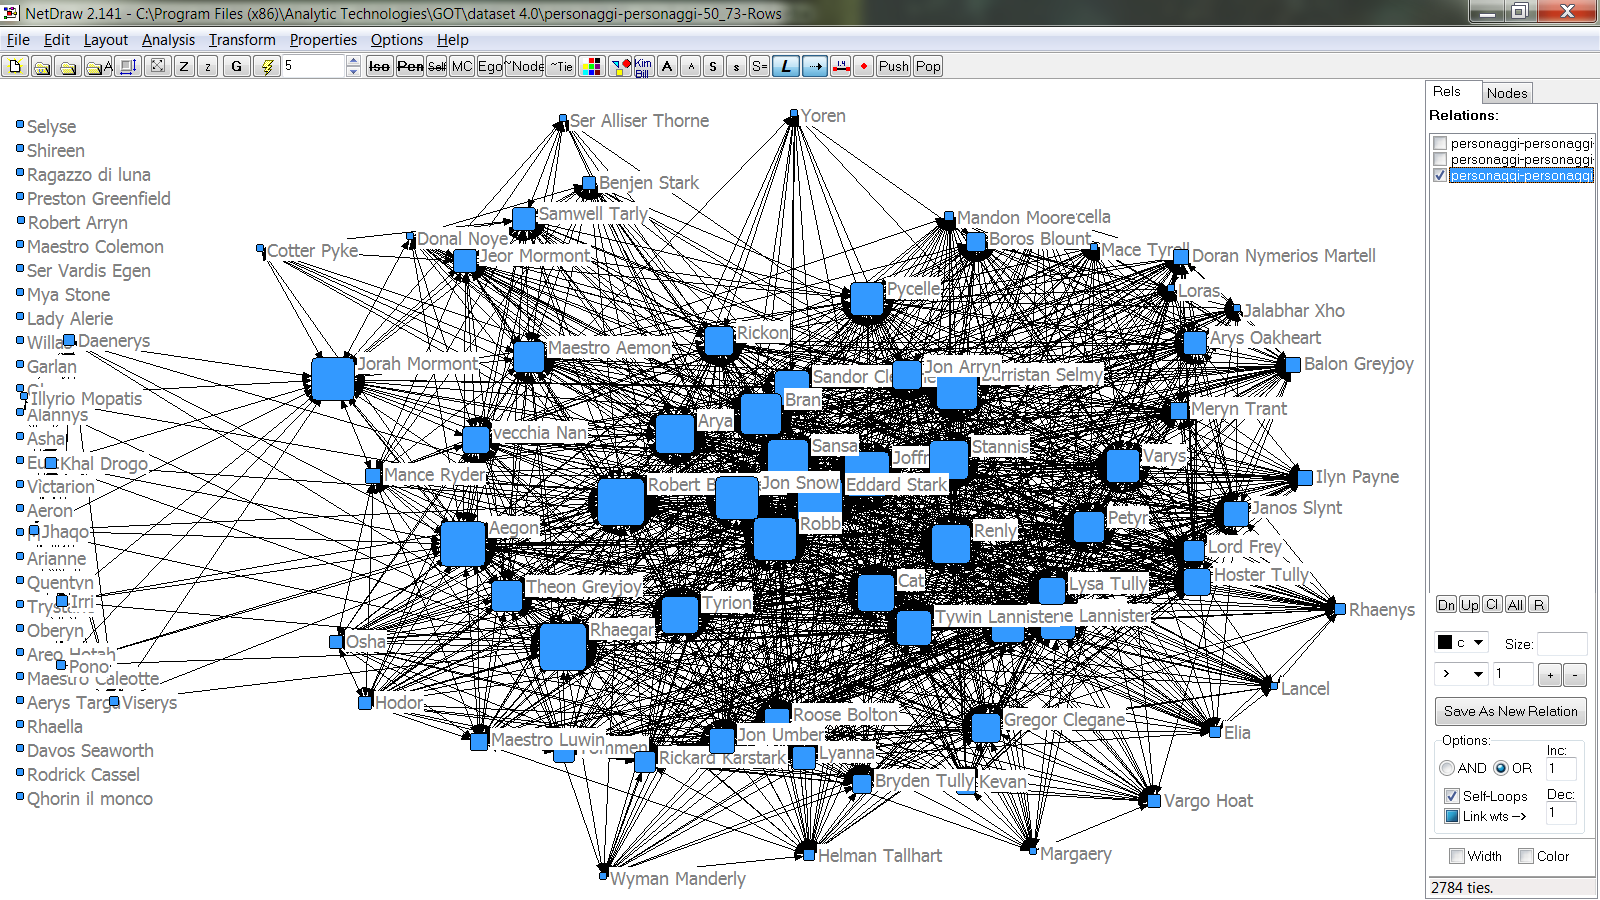 NetDraw 2.141 - C:\Program Files (x86)\Analytic Technologies\GOT\dataset 4.0\personaggi-personaggi-50_73-Rows
File Edit Layout Analysis Transform Properties Options Help
A Z z G 5 Iso Pen Self MC Ego ~Node ~Tie Kim Bill A A S s S= L Push Pop
Rels Nodes
Relations:
personaggi-personaggi
personaggi-personaggi
personaggi-personaggi
Ser Alliser Thorne
Yoren
Selyse
Shireen
Ragazzo di luna
Benjen Stark
Preston Greenfield
Samwell Tarly
Mandon Moore cella
Robert Arryn
Donal Noye
Boros Blount
Maestro Colemon
Cotter Pyke
Jeor Mormont
Mace Tyrell
Doran Nymerios Martell
Ser Vardis Egen
Pycelle
Loras
Mya Stone
Jalabhar Xho
Lady Alerie
Rickon
Arys Oakheart
Willa
Daenerys
Maestro Aemon
Garlan
Jorah Mormont
Jon Arryn
Balon Greyjoy
Sandor Cle
Barristan Selmy
Illyrio Mopatis
Bran
Alannys
Arya
Meryn Trant
Asha
vecchia Nan
Sansa
Joffr
Stannis
Varys
Eu
Khal Drogo
Mance Ryder
Robert B
Jon Snow
Eddard Stark
Ilyn Payne
Victarion
Aeron
Janos Slynt
Jhaqo
Aegon
Robb
Renly
Petyr
Arianne
Lord Frey
Quentyn
Theon Greyjoy
Cat
Lysa Tully
Hoster Tully
Tryst
Irri
Tyrion
Rhaenys
Oberyn
Rhaegar
Tywin Lannister
e Lannister
Areo Hotah
Osha
Pono
Maestro Caleotte
Lancel
Aerys Targ
Viserys
Hodor
Roose Bolton
Gregor Clegane
Rhaella
Jon Umber
Elia
Davos Seaworth
Maestro Luwin
Tommen
Rickard Karstark
Lyanna
Rodrick Cassel
Bryden Tully
Kevan
Qhorin il monco
Vargo Hoat
Helman Tallhart
Margaery
Wyman Manderly
Dn Up Cl All R
c Size:
> 1 + -
Save As New Relation
Options: Inc:
AND OR 1
Self-Loops Dec:
Link wts --> 1
Width Color
2784 ties.